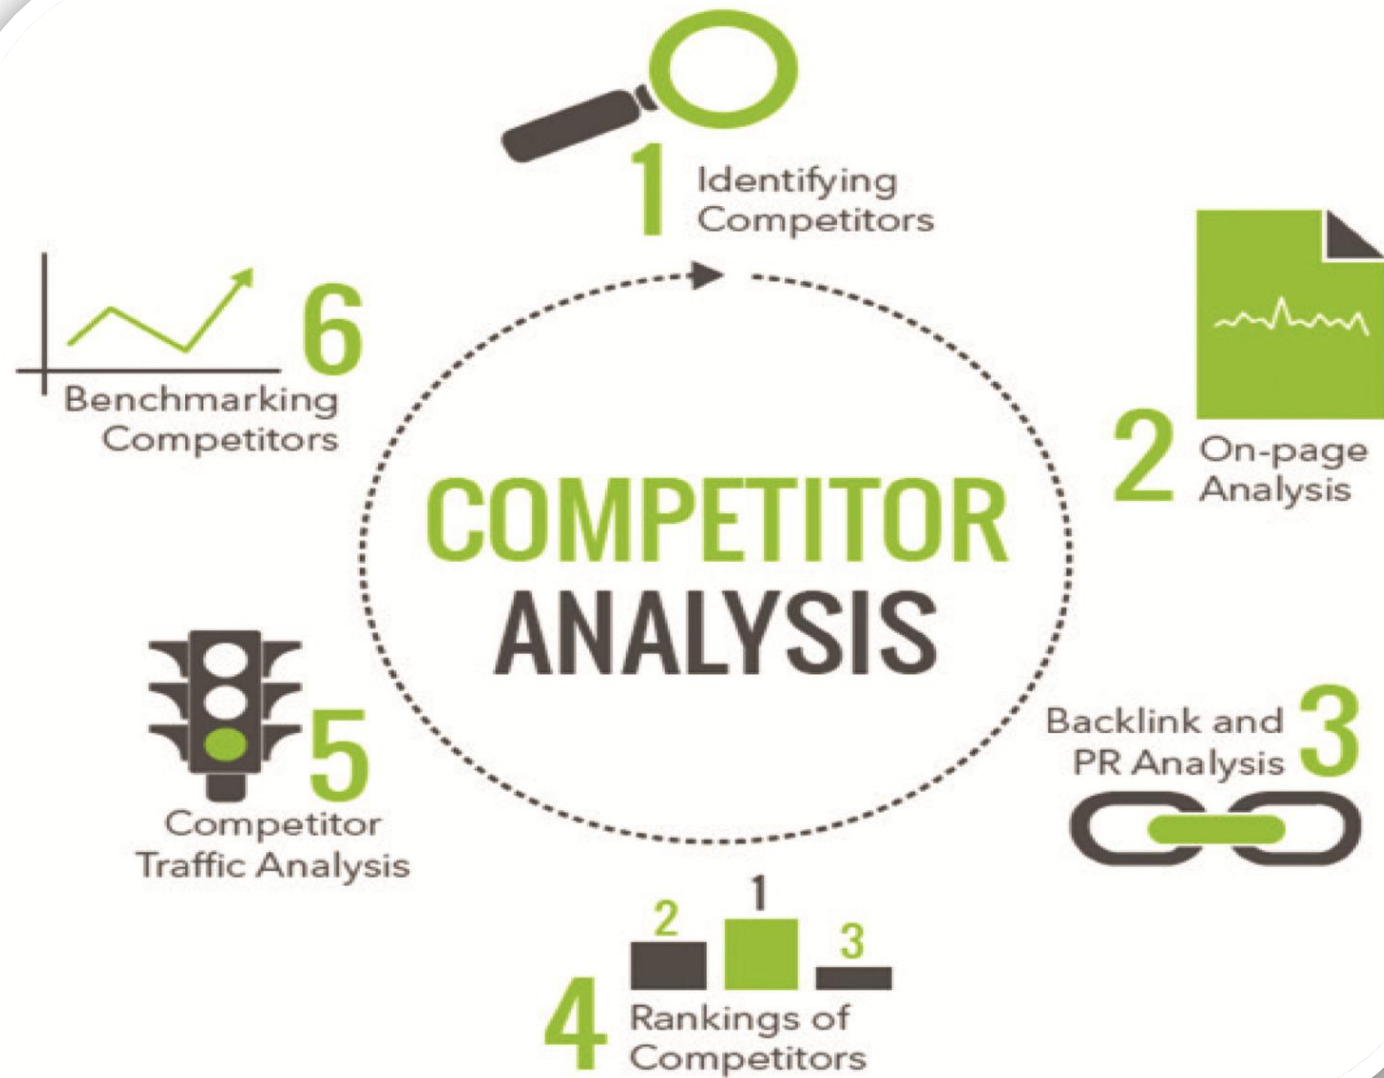 1
Identifying
Competitors
2
On-page
Analysis
3
Backlink and
PR Analysis
4
2
1
3
Rankings of
Competitors
5
Competitor
Traffic Analysis
6
Benchmarking
Competitors
COMPETITOR
ANALYSIS